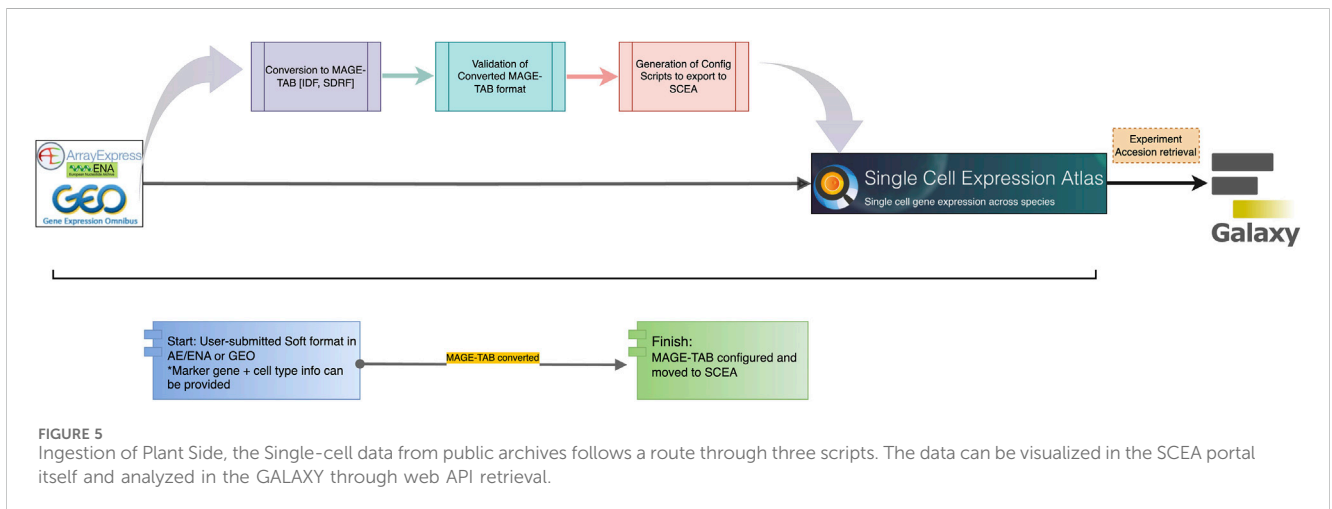 Conversion to MAGE-
TAB [IDF, SDRF]
Validation of
Converted MAGE-
TAB format
Generation of Config
Scripts to export to
SCEA
ArrayExpress
ENA
European Nucleotide Archive
GEO
Gene Expression Omnibus
Single Cell Expression Atlas
Single cell gene expression across species
Experiment
Accesion retrieval
Galaxy
Start: User-submitted Soft format in
AE/ENA or GEO
*Marker gene + cell type info can
be provided
MAGE-TAB converted
Finish:
MAGE-TAB configured and
moved to SCEA
FIGURE 5
Ingestion of Plant Side, the Single-cell data from public archives follows a route through three scripts. The data can be visualized in the SCEA portal
itself and analyzed in the GALAXY through web API retrieval.